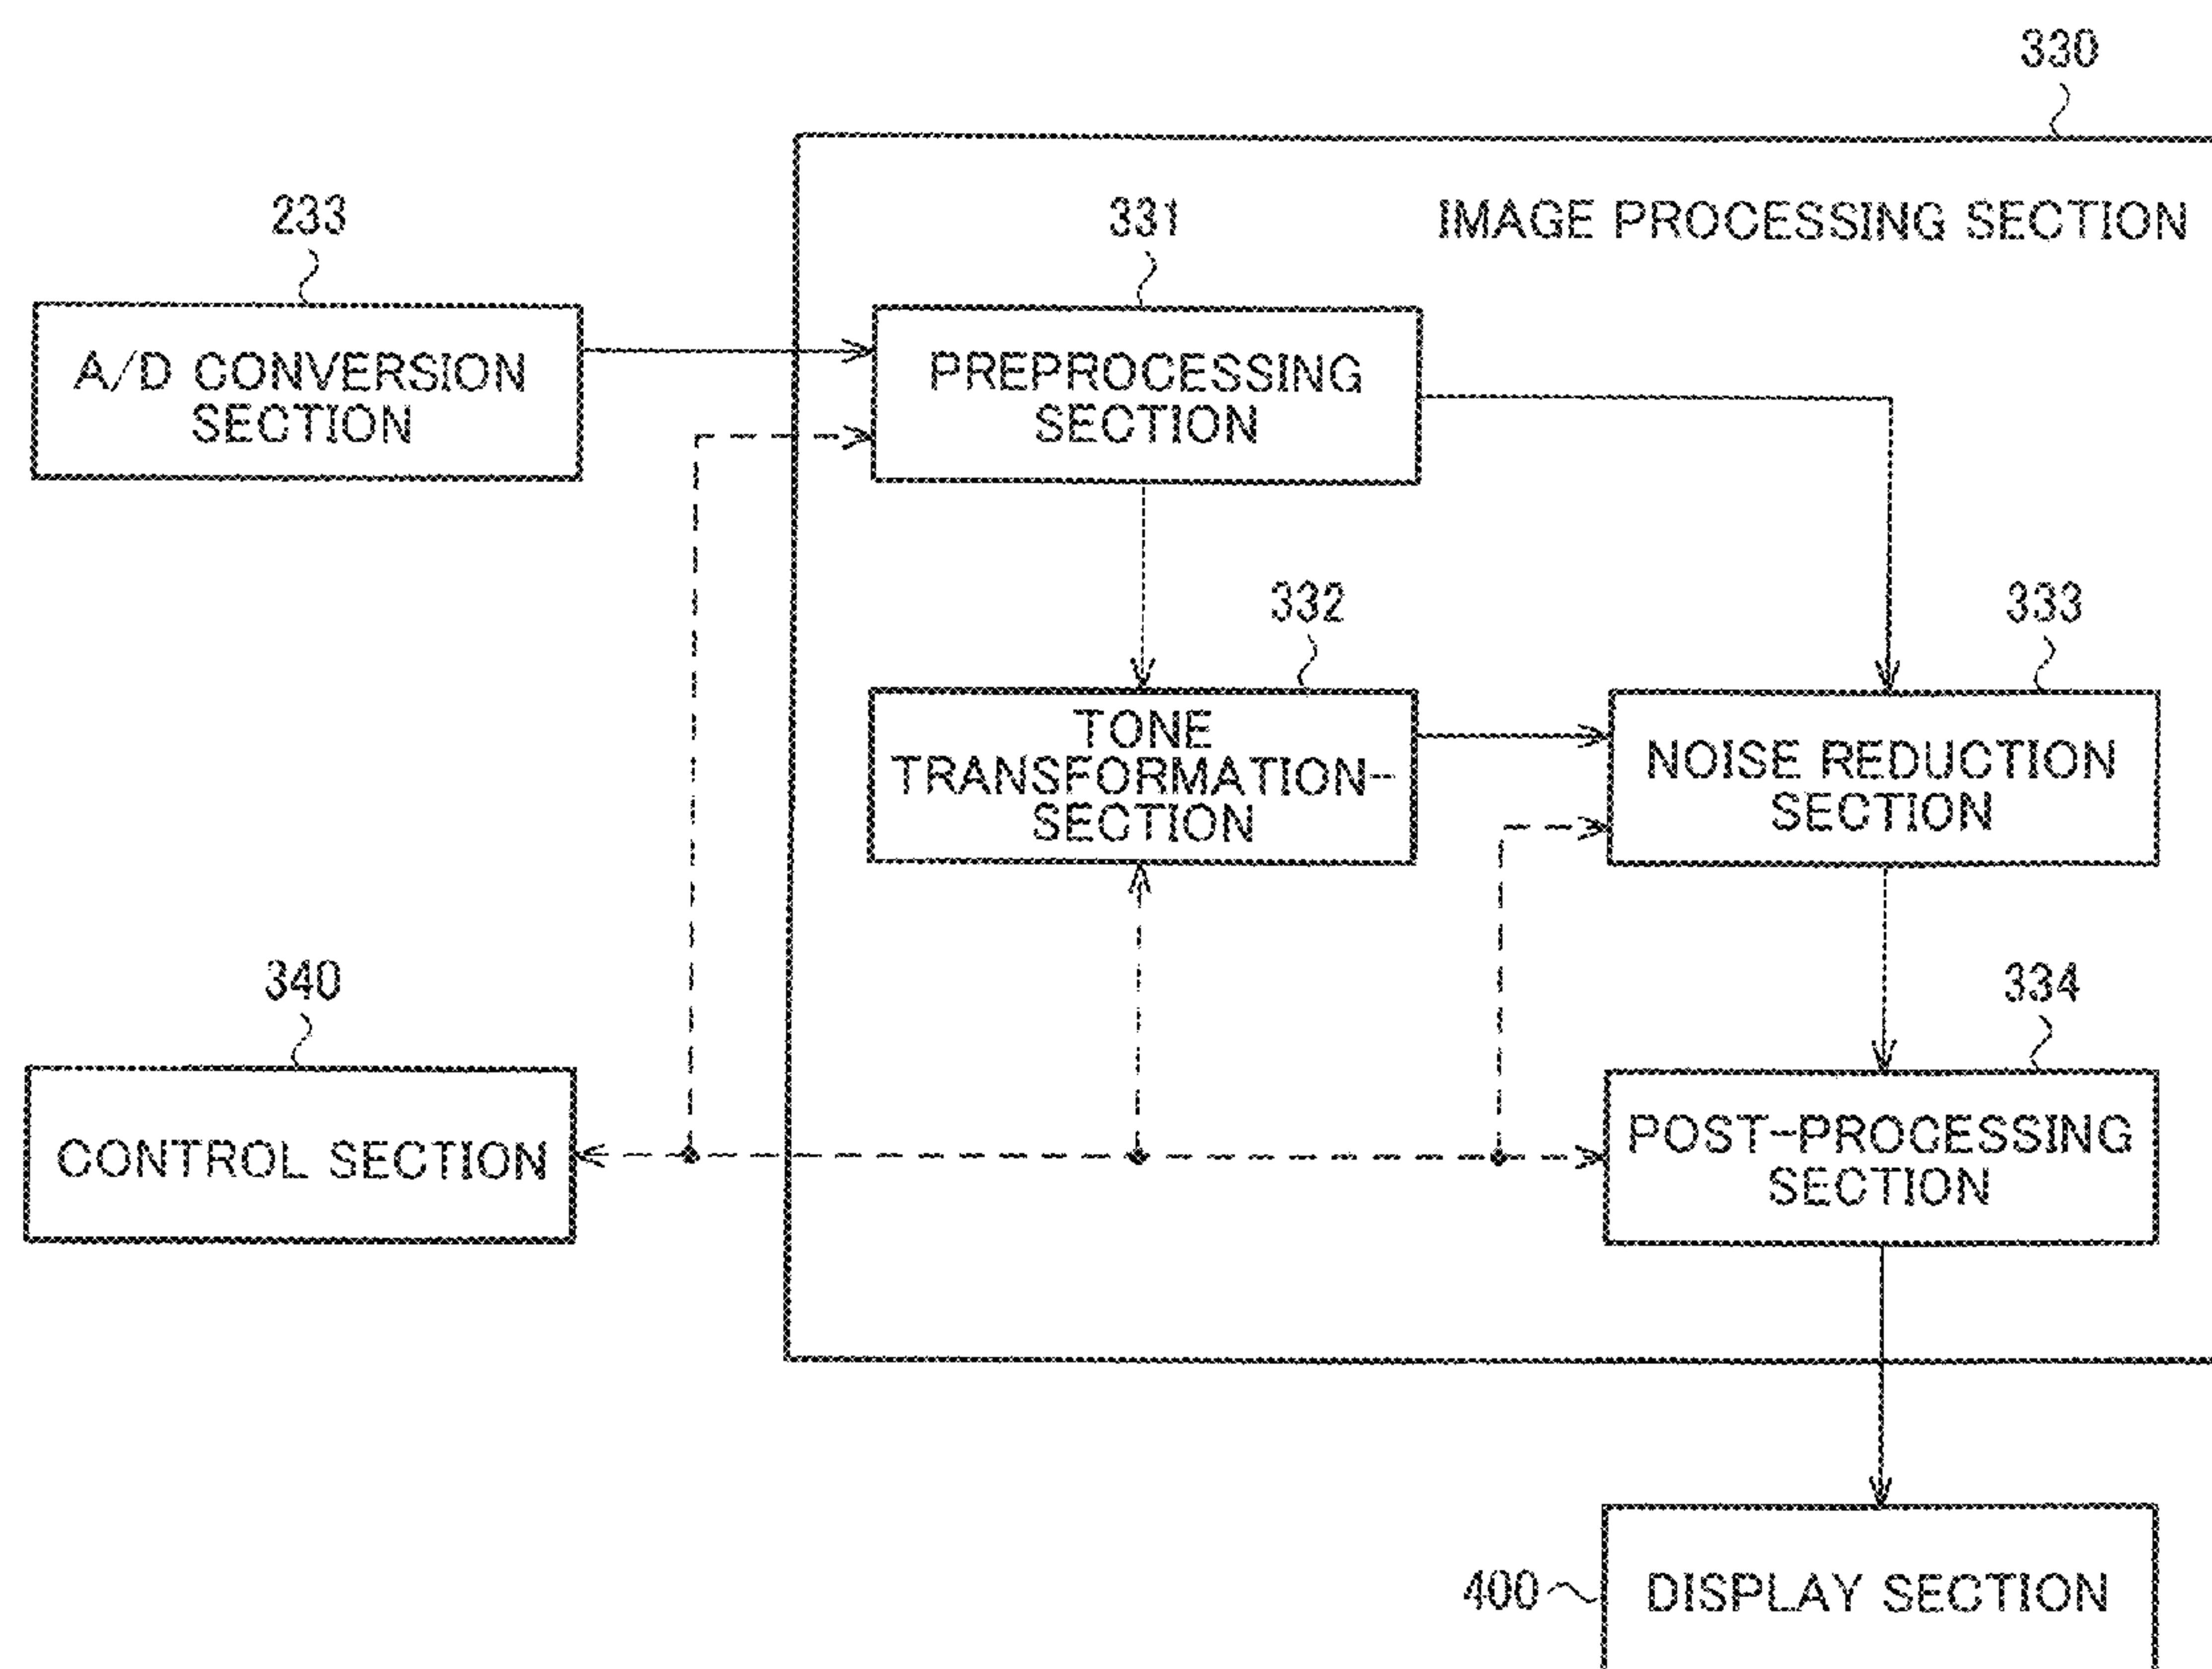 330
IMAGE PROCESSING SECTION
233
A/D CONVERSION
SECTION
331
PREPROCESSING
SECTION
332
TONE
TRANSFORMATION-
SECTION
333
NOISE REDUCTION
SECTION
340
CONTROL SECTION
334
POST-PROCESSING
SECTION
400
DISPLAY SECTION